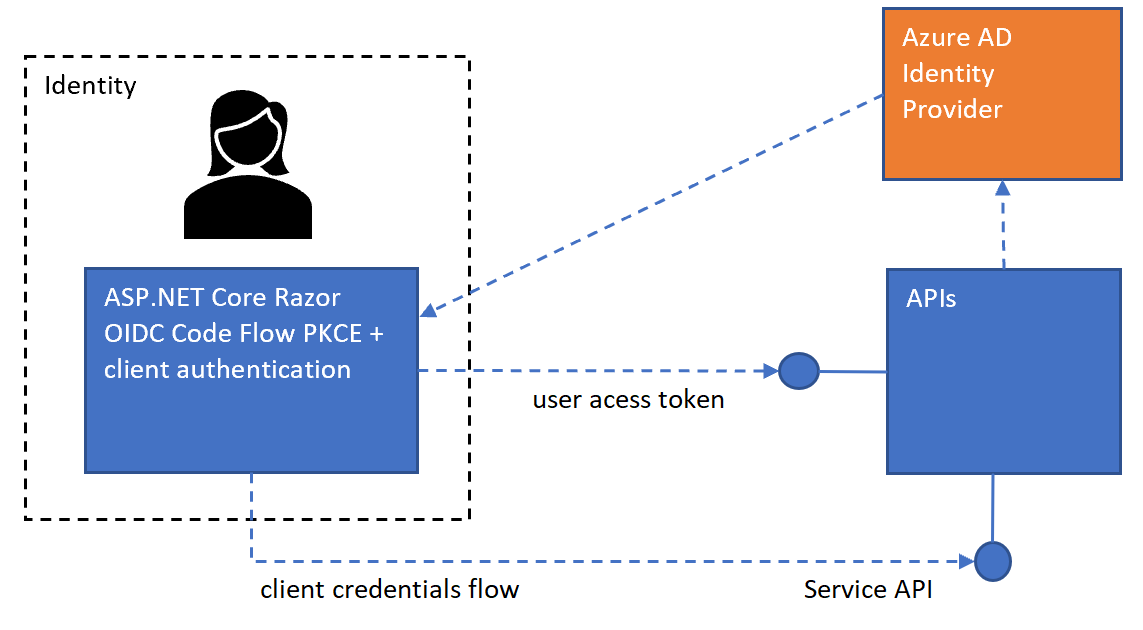 Identity
Azure AD
Identity
Provider
ASP.NET Core Razor
OIDC Code Flow PKCE +
client authentication
APIs
user acess token
client credentials flow
Service API